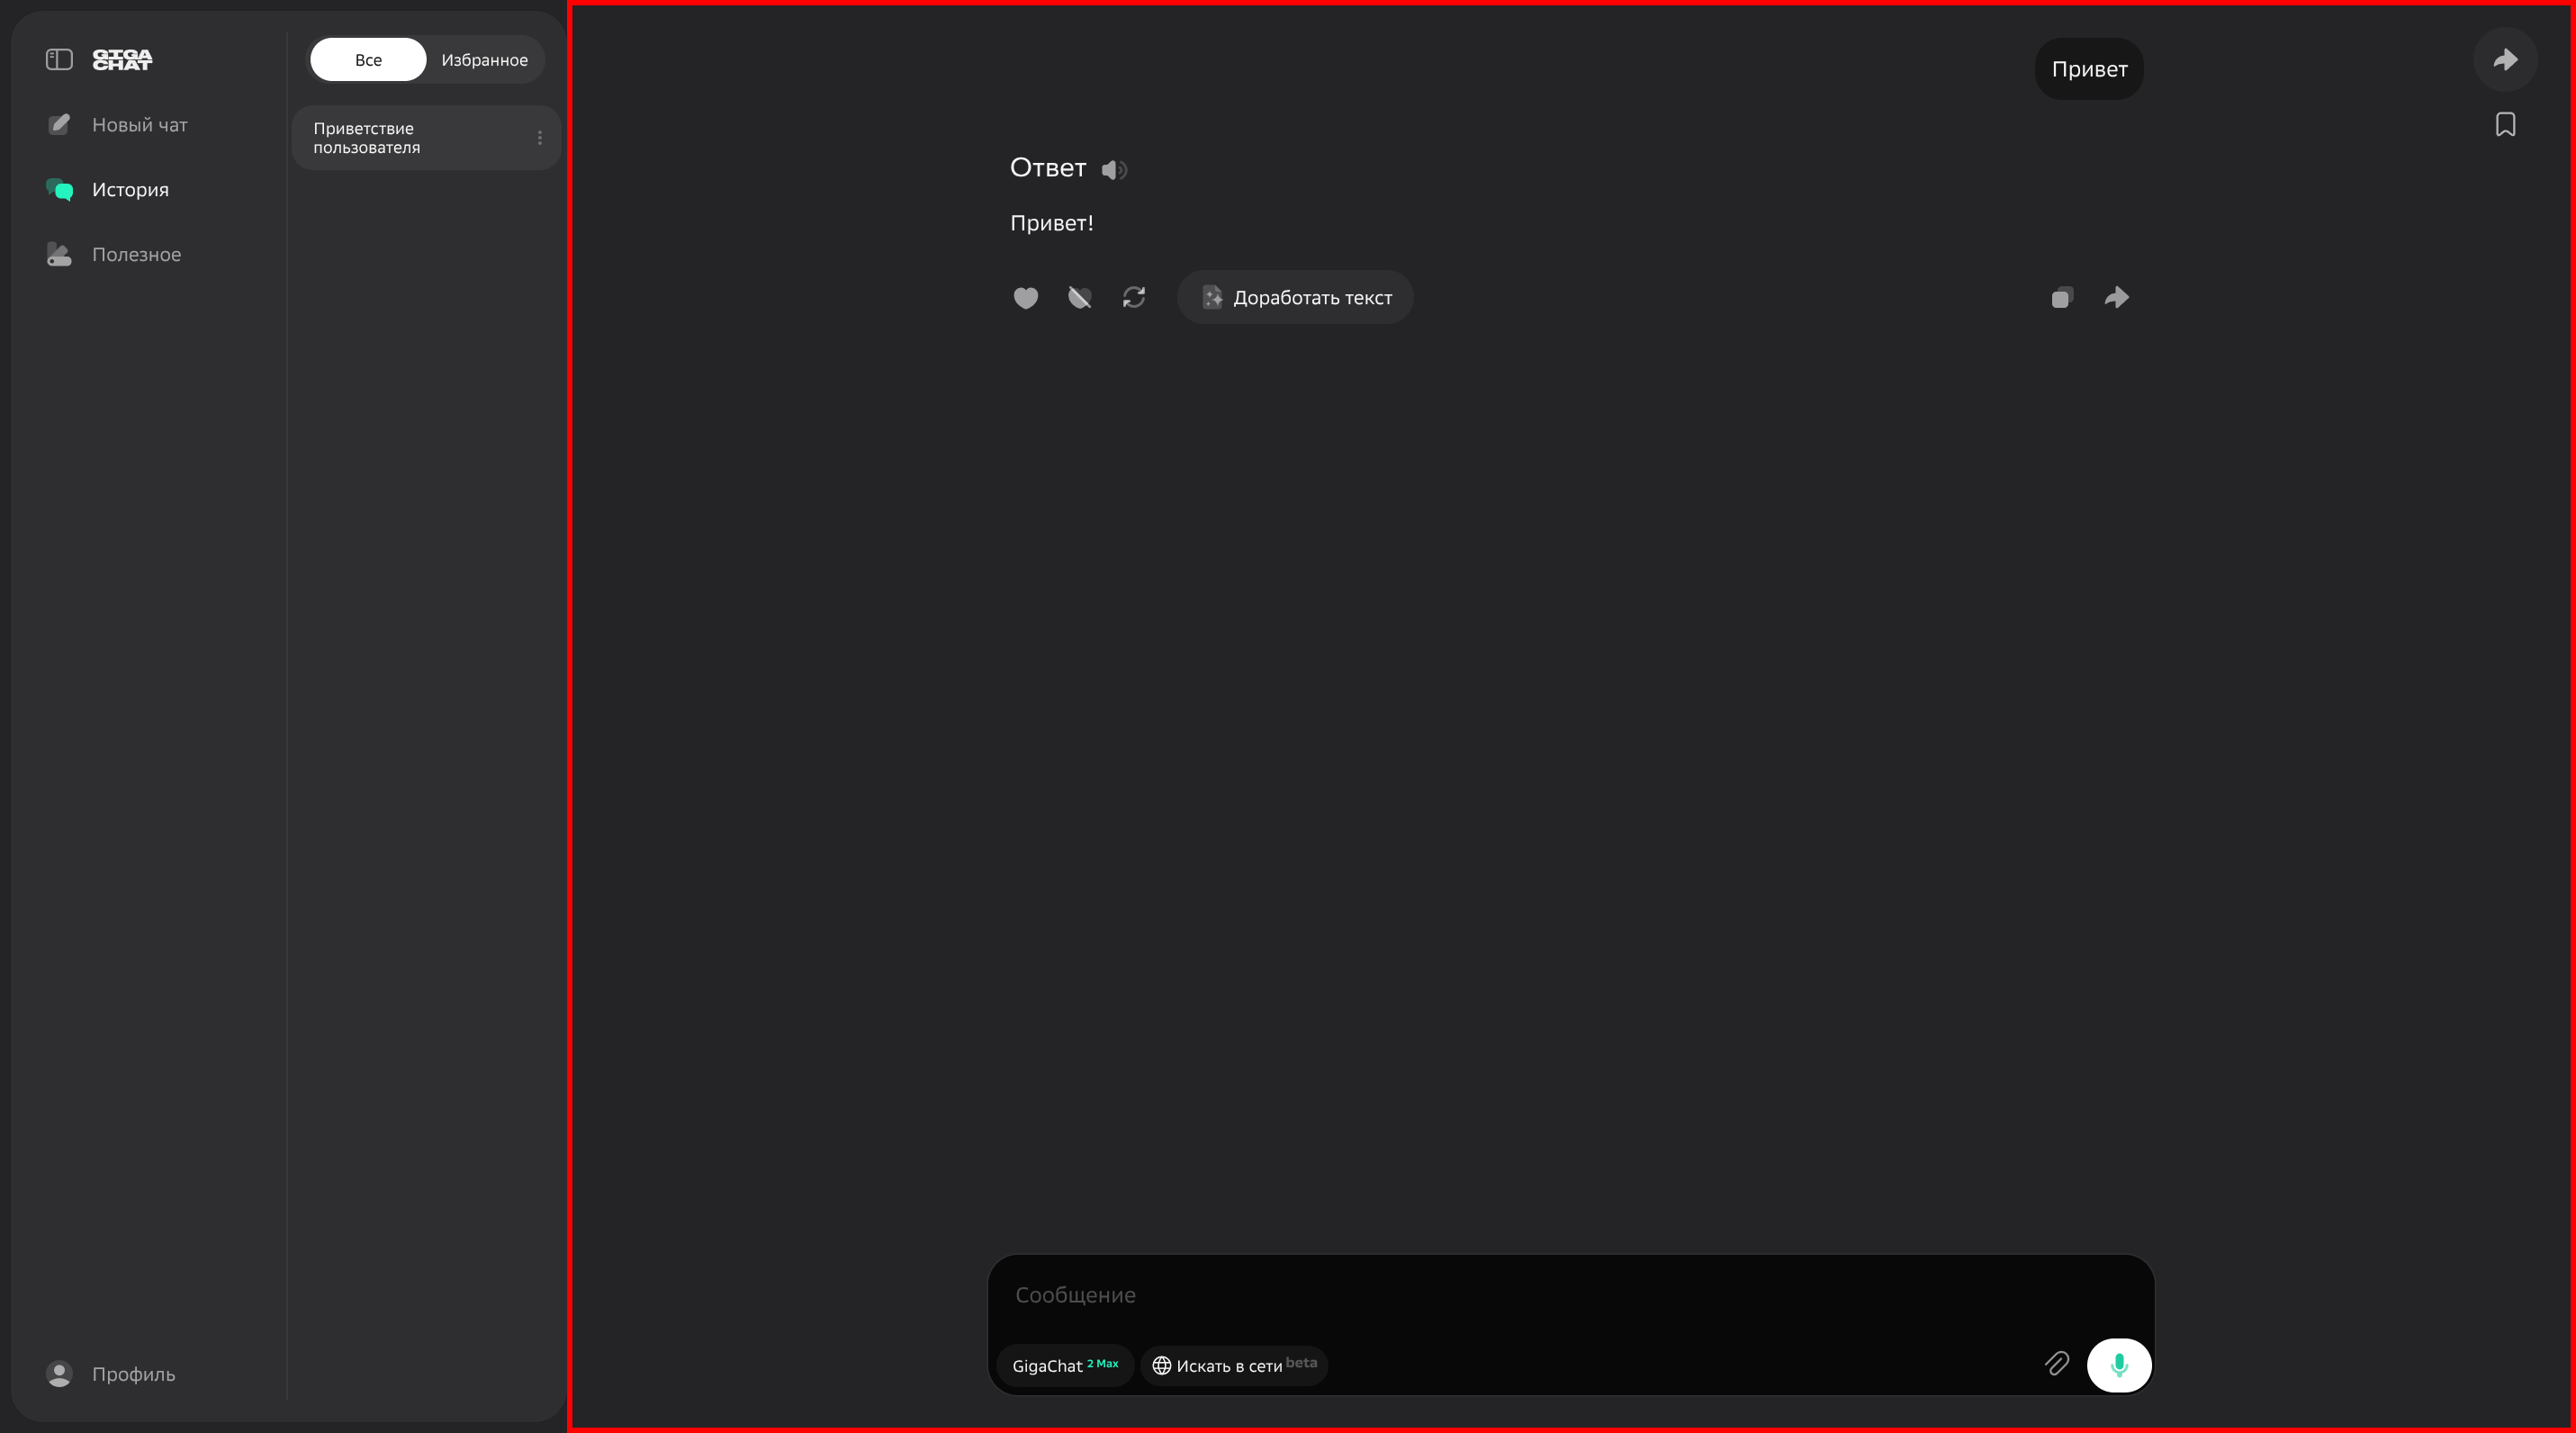 GIGA
CHAT
Новый чат
История
Полезное
Профиль
Все
Избранное
Приветствие
пользователя
Привет
Ответ
Привет!
Доработать текст
Сообщение
GigaChat 2 Max
Искать в сети beta